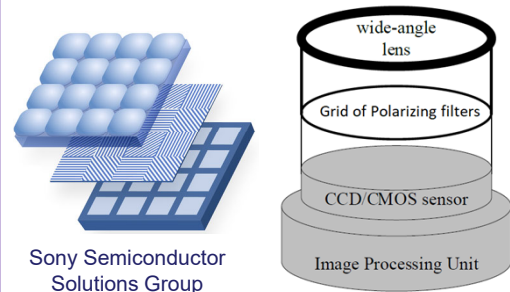 wide-angle
lens
Grid of Polarizing filters
CCD/CMOS sensor
Image Processing Unit
Sony Semiconductor
Solutions Group